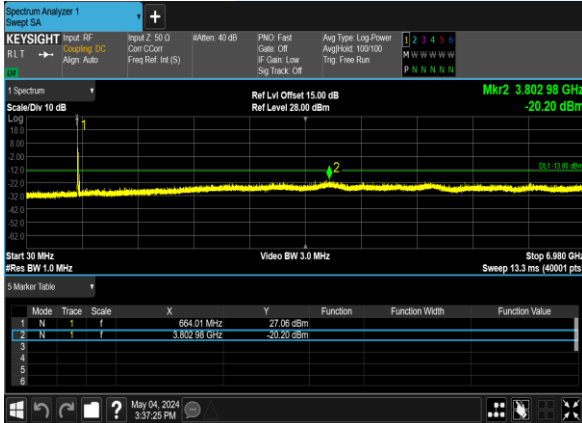 Spectrum Analyzer 1
Swept SA
+
KEYSIGHT Input: RF Input Z: 50 Ω #Atten: 40 dB PNO: Fast Avg Type: Log-Power 1 2 3 4 5 6
RLT Coupling: DC Corr CCorr Gate: Off Avg|Hold: 100/100 M W W W W W
Align: Auto Freq Ref: Int (S) IF Gain: Low Trig: Free Run
Sig Track: Off P N N N N N
1 Spectrum Ref Lvl Offset 15.00 dB Mkr2 3.802 98 GHz
Scale/Div 10 dB Ref Level 28.00 dBm -20.20 dBm
Log
18.0 1
8.00
-2.00
-12.0 2 DL1 -13.00 dBm
-22.0
-32.0
-42.0
-52.0
-62.0
Start 30 MHz Video BW 3.0 MHz Stop 6.980 GHz
#Res BW 1.0 MHz Sweep 13.3 ms (40001 pts
5 Marker Table
Mode Trace Scale X Y Function Function Width Function Value
1 N 1 f 664.01 MHz 27.06 dBm
2 N 1 f 3.802 98 GHz -20.20 dBm
3
4
5
6
? May 04, 2024
3:37:25 PM